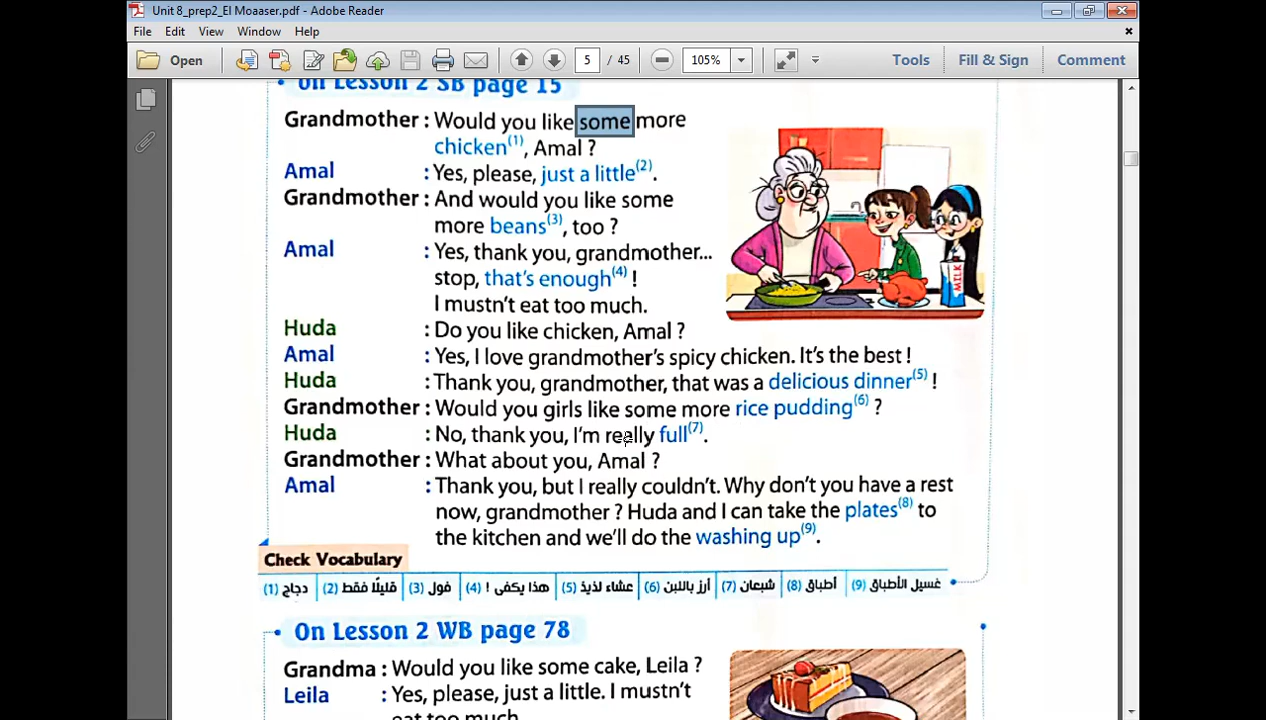 Unit 8_prep2_El Moaaser.pdf - Adobe Reader
File Edit View Window Help
Open 5 / 45 105% Tools Fill & Sign Comment
on Lesson 2 SB page 15
Grandmother : Would you like some more
chicken(1), Amal ?
Amal : Yes, please, just a little(2).
Grandmother : And would you like some
more beans(3), too ?
Amal : Yes, thank you, grandmother...
stop, that's enough(4) !
I mustn't eat too much.
Huda : Do you like chicken, Amal ?
Amal : Yes, I love grandmother's spicy chicken. It's the best !
Huda : Thank you, grandmother, that was a delicious dinner(5) !
Grandmother : Would you girls like some more rice pudding(6) ?
Huda : No, thank you, I'm really full(7).
Grandmother : What about you, Amal ?
Amal : Thank you, but I really couldn't. Why don't you have a rest
now, grandmother ? Huda and I can take the plates(8) to
the kitchen and we'll do the washing up(9).
MILK
Check Vocabulary
(1) دجاج (2) قليلًا فقط (3) فول (4) هذا يكفى ! (5) عشاء لذيذ (6) أرز باللبن (7) شبعان (8) أطباق (9) غسيل الأطباق
On Lesson 2 WB page 78
Grandma : Would you like some cake, Leila ?
Leila : Yes, please, just a little. I mustn't
eat too much.